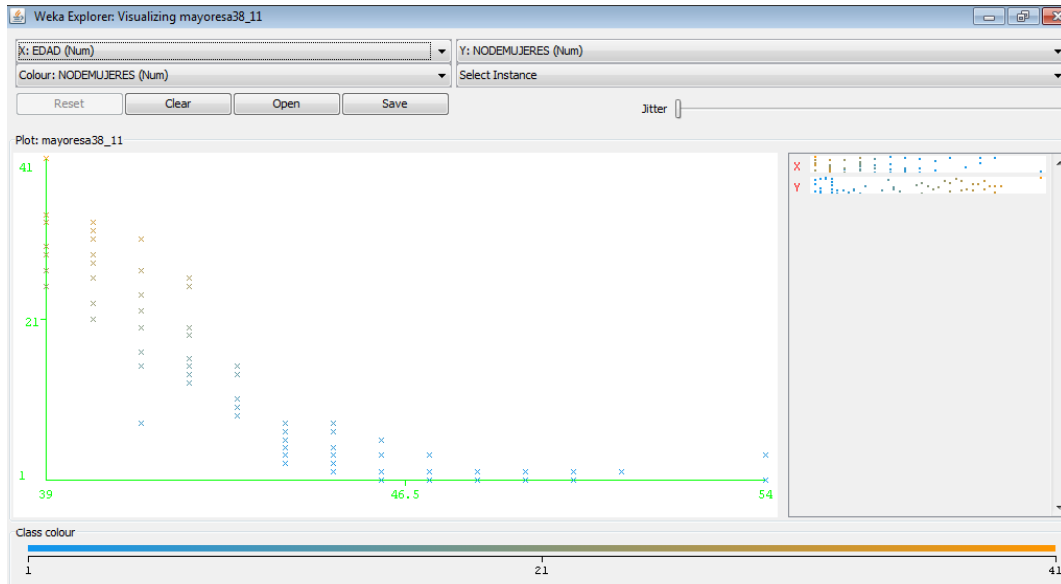 Weka Explorer: Visualizing mayoresa38_11
X: EDAD (Num)
Y: NODEMUJERES (Num)
Colour: NODEMUJERES (Num)
Select Instance
Reset
Clear
Open
Save
Jitter
Plot: mayoresa38_11
41
21
1
39
46.5
54
X
Y
Class colour
1
21
41